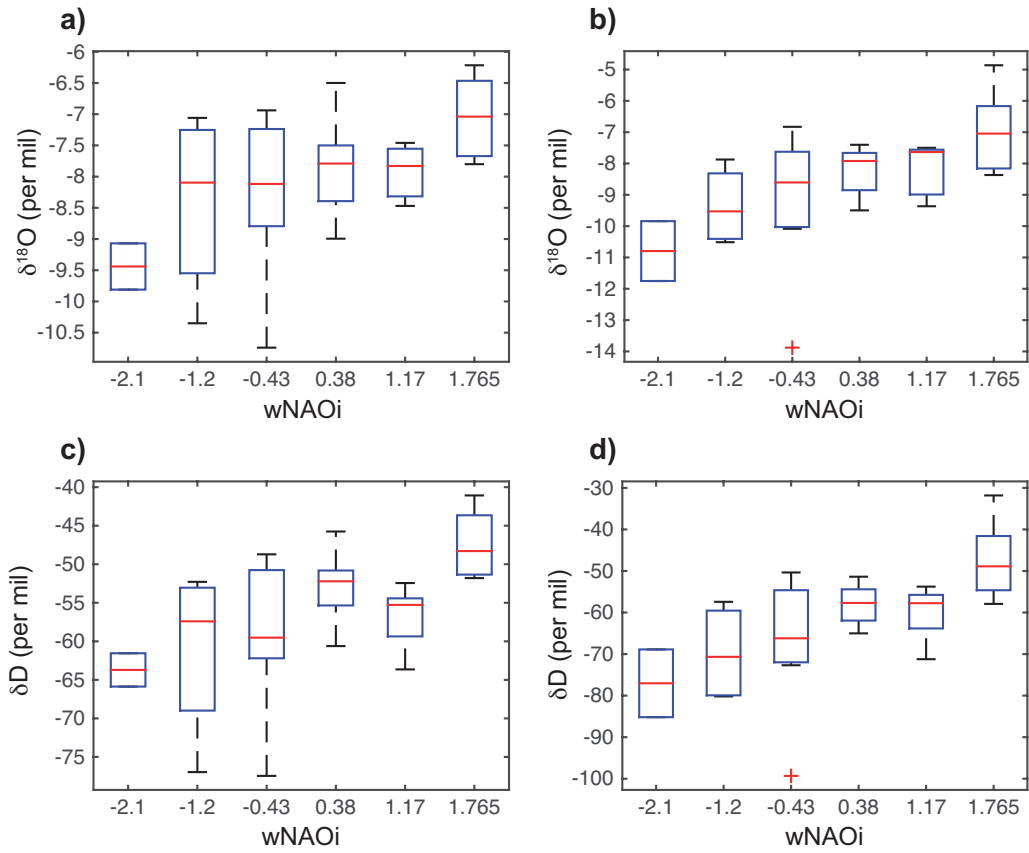 a)
-6
-6.5
-7
-7.5
-8
-8.5
-9
-9.5
-10
-10.5
δ¹⁸O (per mil)
-2.1 -1.2 -0.43 0.38 1.17 1.765
wNAOi
b)
-5
-6
-7
-8
-9
-10
-11
-12
-13
-14
δ¹⁸O (per mil)
-2.1 -1.2 -0.43 0.38 1.17 1.765
wNAOi
c)
-40
-45
-50
-55
-60
-65
-70
-75
δD (per mil)
-2.1 -1.2 -0.43 0.38 1.17 1.765
wNAOi
d)
-30
-40
-50
-60
-70
-80
-90
-100
δD (per mil)
-2.1 -1.2 -0.43 0.38 1.17 1.765
wNAOi